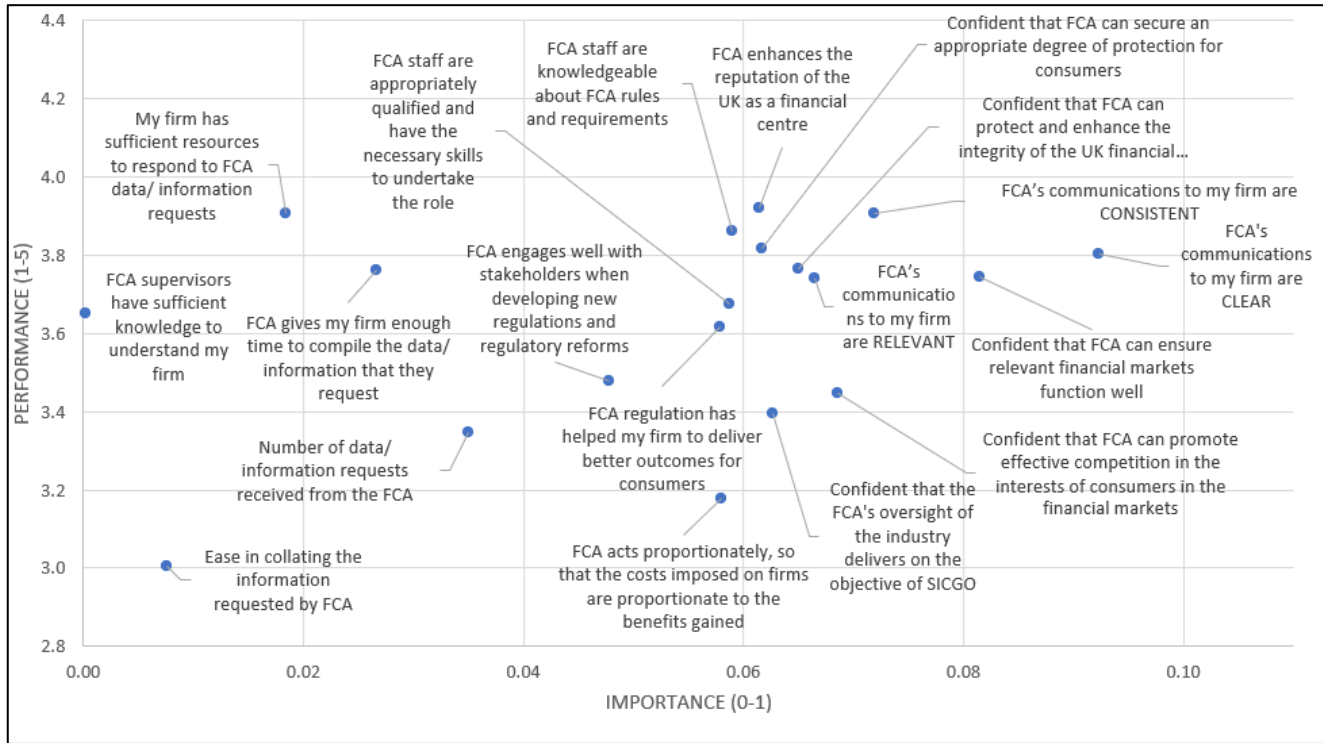 4.4
4.2
4.0
3.8
3.6
3.4
3.2
3.0
2.8
PERFORMANCE (1-5)
My firm has
sufficient resources
to respond to FCA
data/ information
requests
FCA staff are
appropriately
qualified and
have the
necessary skills
to undertake
the role
FCA staff are
knowledgeable
about FCA rules
and requirements
FCA enhances the
reputation of the
UK as a financial
centre
Confident that FCA can secure an
appropriate degree of protection for
consumers
Confident that FCA can
protect and enhance the
integrity of the UK financial...
FCA’s communications to my firm are
CONSISTENT
FCA's
communications
to my firm are
CLEAR
FCA supervisors
have sufficient
knowledge to
understand my
firm
FCA gives my firm enough
time to compile the data/
information that they
request
FCA engages well with
stakeholders when
developing new
regulations and
regulatory reforms
FCA’s
communicatio
ns to my firm
are RELEVANT
Confident that FCA can ensure
relevant financial markets
function well
Number of data/
information requests
received from the FCA
FCA regulation has
helped my firm to deliver
better outcomes for
consumers
Confident that FCA can promote
effective competition in the
interests of consumers in the
financial markets
Confident that the
FCA's oversight of
the industry
delivers on the
objective of SICGO
Ease in collating the
information
requested by FCA
FCA acts proportionately, so
that the costs imposed on firms
are proportionate to the
benefits gained
0.00
0.02
0.04
0.06
0.08
0.10
IMPORTANCE (0-1)